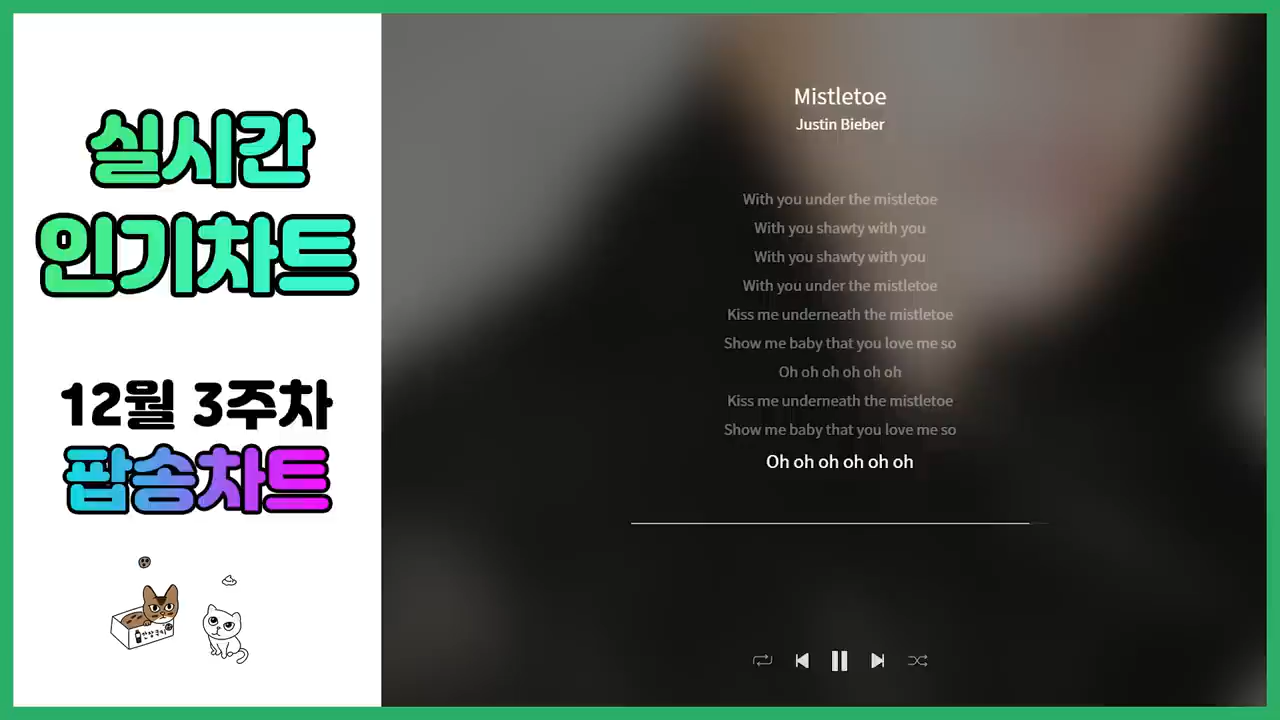 실시간
인기차트
12월 3주차
팝송차트
Mistletoe
Justin Bieber
With you under the mistletoe
With you shawty with you
With you shawty with you
With you under the mistletoe
Kiss me underneath the mistletoe
Show me baby that you love me so
Oh oh oh oh oh oh
Kiss me underneath the mistletoe
Show me baby that you love me so
Oh oh oh oh oh oh